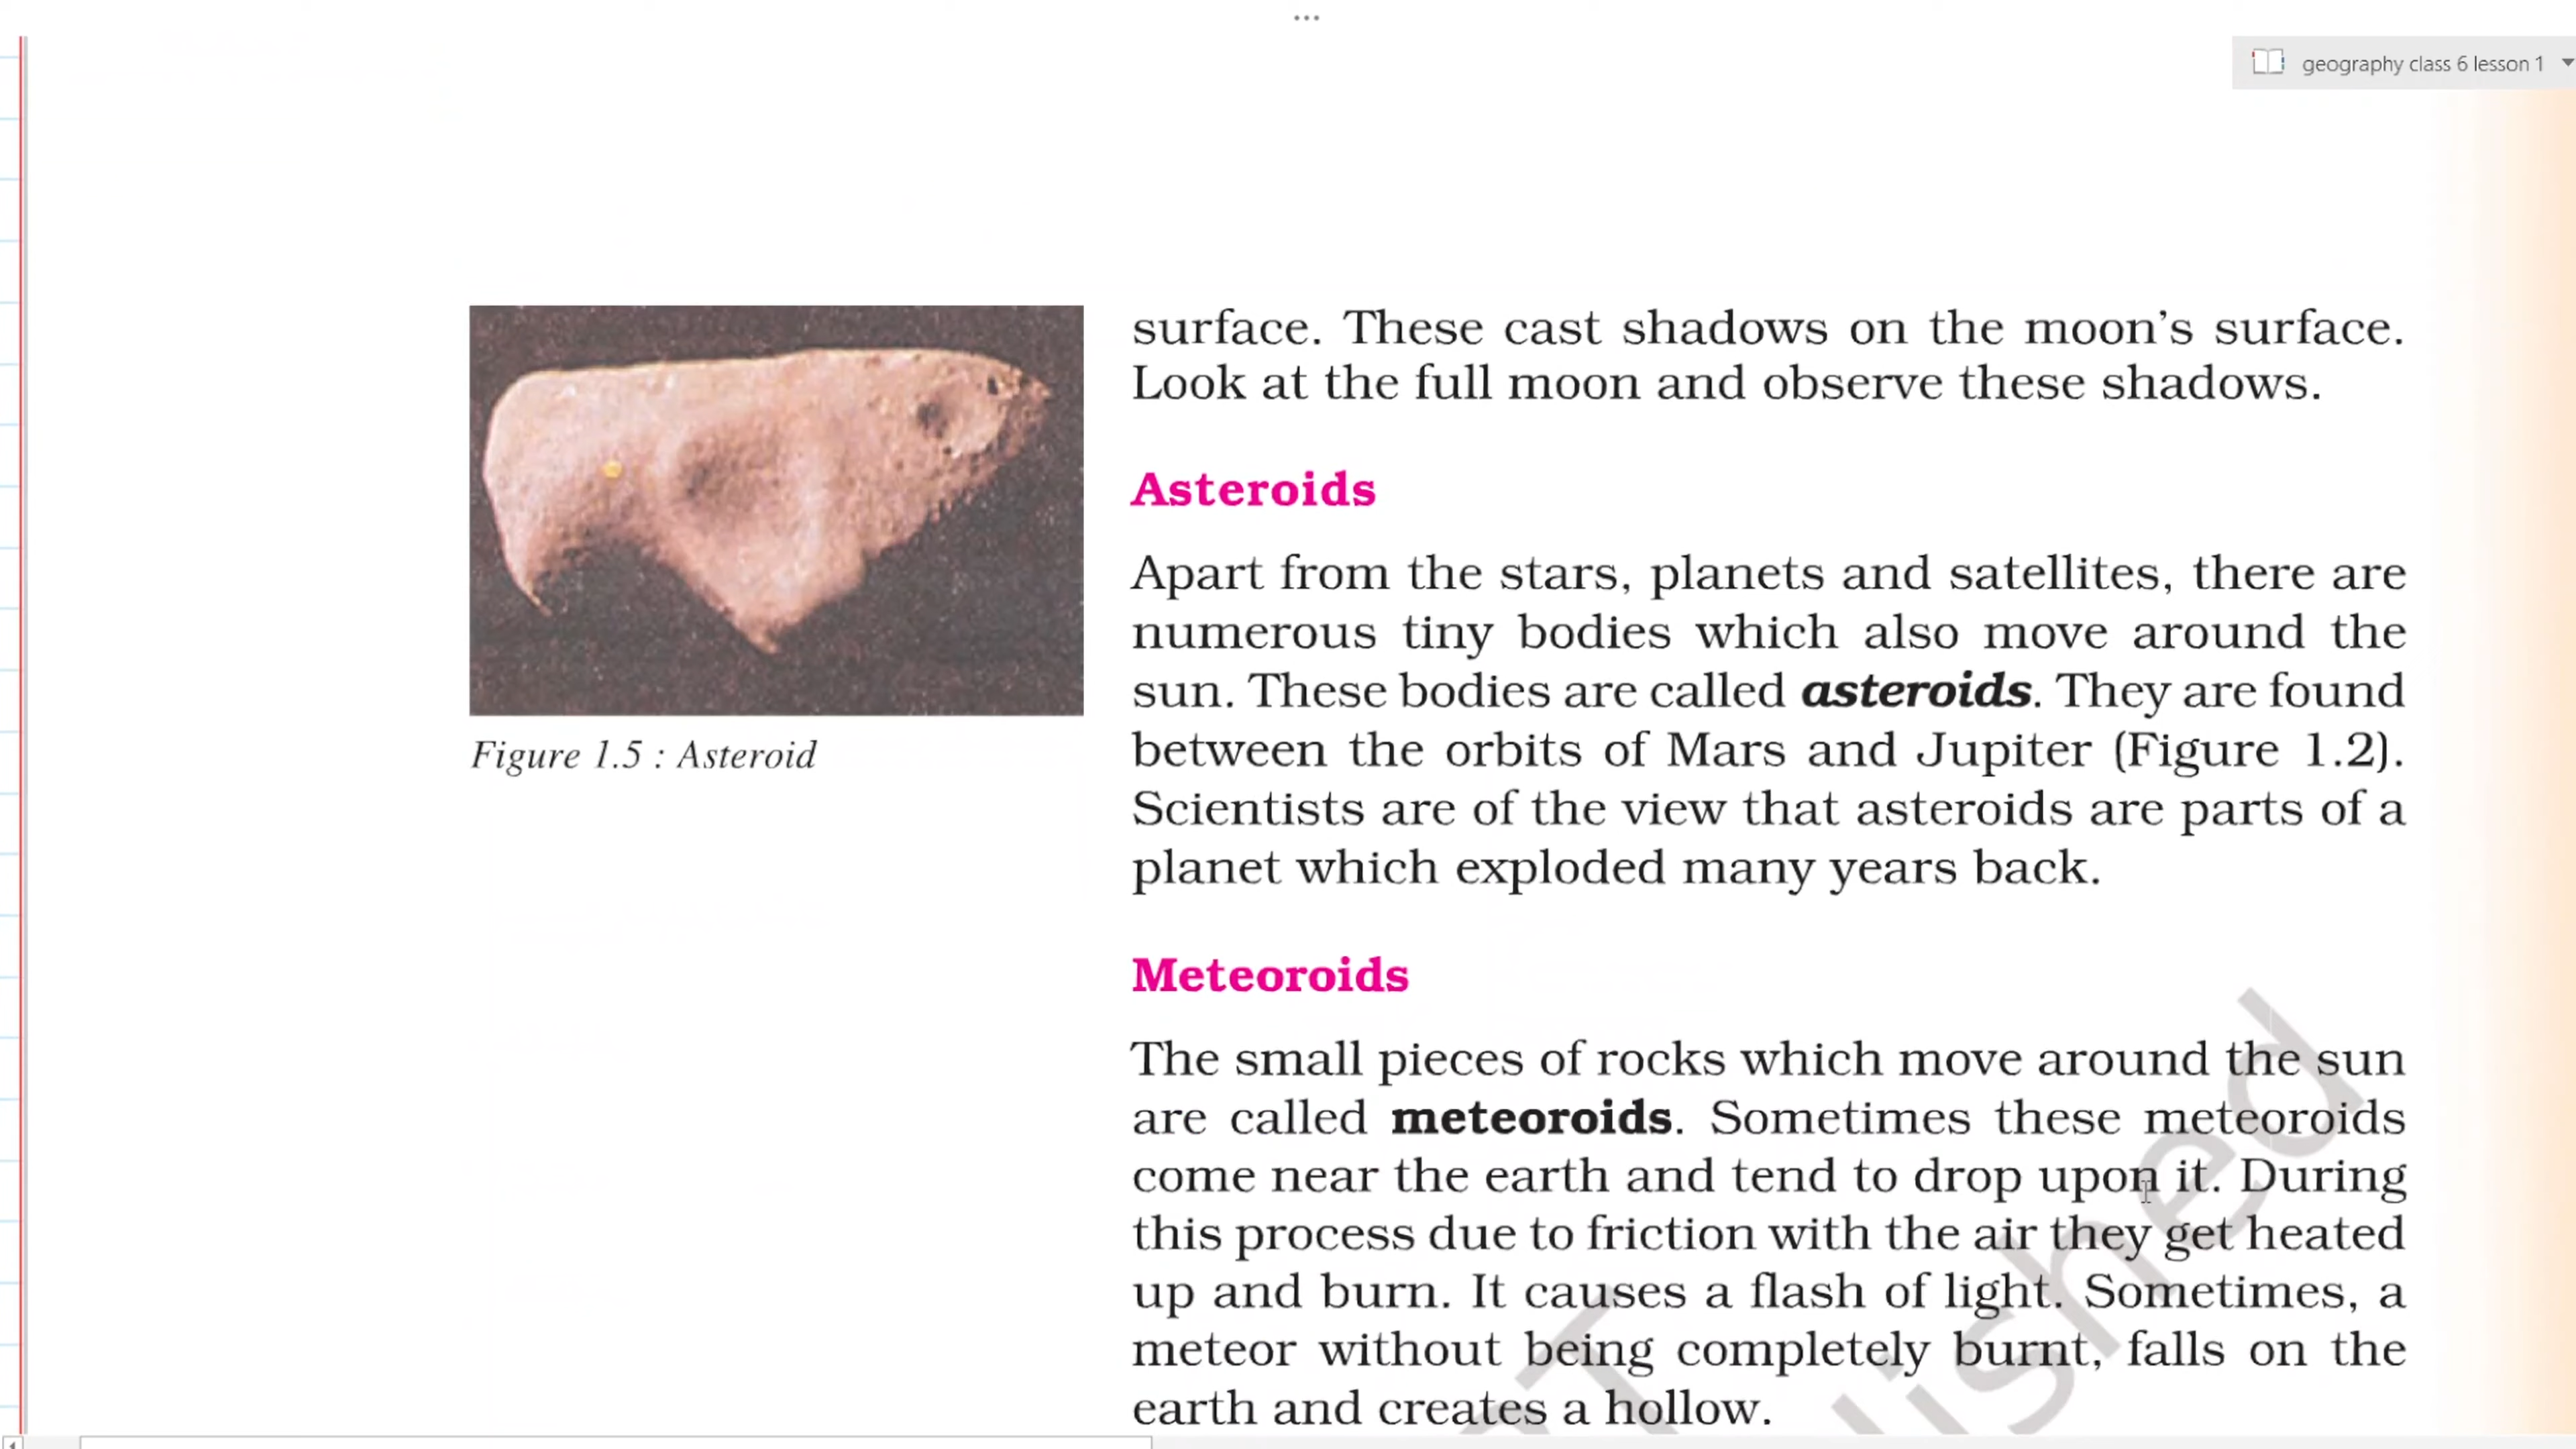 ...
geography class 6 lesson 1
surface. These cast shadows on the moon’s surface.
Look at the full moon and observe these shadows.
Asteroids
Apart from the stars, planets and satellites, there are
numerous tiny bodies which also move around the
sun. These bodies are called asteroids. They are found
between the orbits of Mars and Jupiter (Figure 1.2).
Scientists are of the view that asteroids are parts of a
planet which exploded many years back.
Figure 1.5 : Asteroid
Meteoroids
The small pieces of rocks which move around the sun
are called meteoroids. Sometimes these meteoroids
come near the earth and tend to drop upon it. During
this process due to friction with the air they get heated
up and burn. It causes a flash of light. Sometimes, a
meteor without being completely burnt, falls on the
earth and creates a hollow.